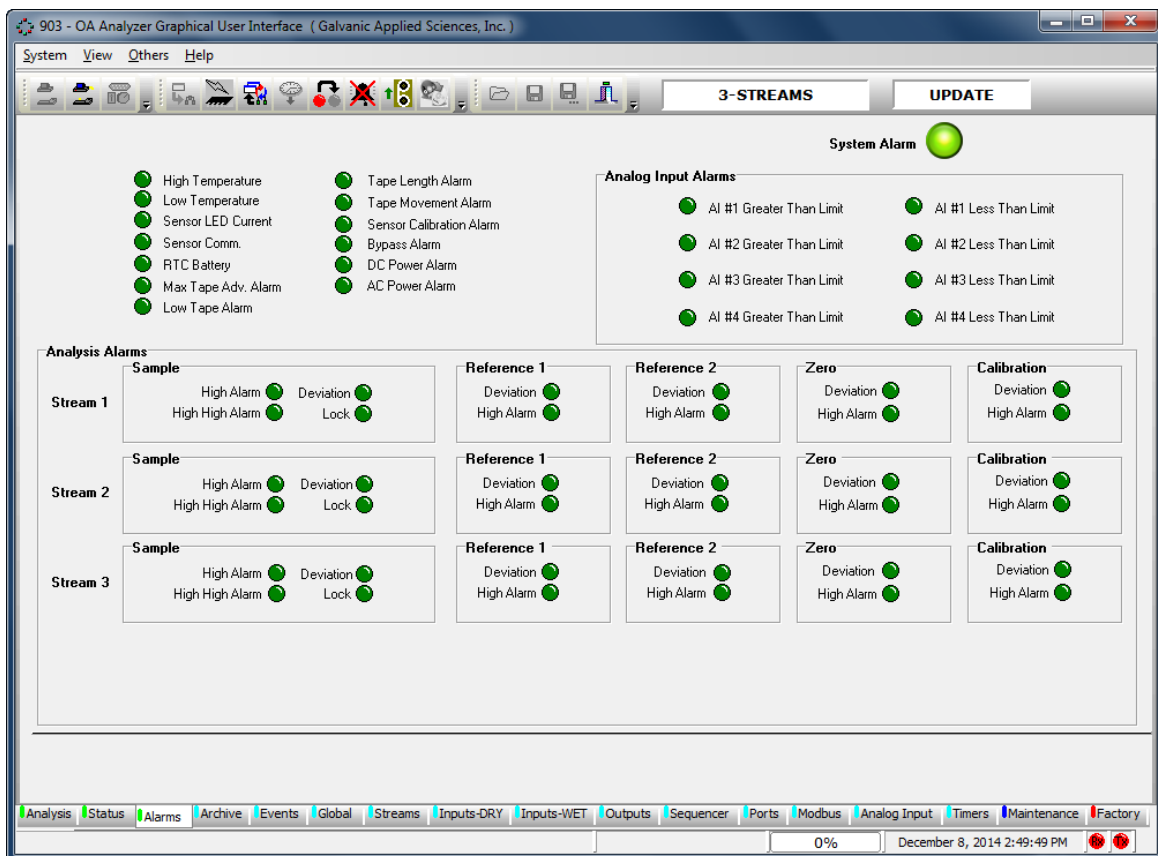 903 - OA Analyzer Graphical User Interface ( Galvanic Applied Sciences, Inc. )
System View Others Help
3-STREAMS UPDATE
System Alarm
High Temperature
Low Temperature
Sensor LED Current
Sensor Comm.
RTC Battery
Max Tape Adv. Alarm
Low Tape Alarm
Tape Length Alarm
Tape Movement Alarm
Sensor Calibration Alarm
Bypass Alarm
DC Power Alarm
AC Power Alarm
Analog Input Alarms
AI #1 Greater Than Limit AI #1 Less Than Limit
AI #2 Greater Than Limit AI #2 Less Than Limit
AI #3 Greater Than Limit AI #3 Less Than Limit
AI #4 Greater Than Limit AI #4 Less Than Limit
Analysis Alarms
Sample Reference 1 Reference 2 Zero Calibration
Stream 1
High Alarm Deviation Deviation Deviation Deviation Deviation
High High Alarm Lock High Alarm High Alarm High Alarm High Alarm
Sample Reference 1 Reference 2 Zero Calibration
Stream 2
High Alarm Deviation Deviation Deviation Deviation Deviation
High High Alarm Lock High Alarm High Alarm High Alarm High Alarm
Sample Reference 1 Reference 2 Zero Calibration
Stream 3
High Alarm Deviation Deviation Deviation Deviation Deviation
High High Alarm Lock High Alarm High Alarm High Alarm High Alarm
Analysis Status Alarms Archive Events Global Streams Inputs-DRY Inputs-WET Outputs Sequencer Ports Modbus Analog Input Timers Maintenance Factory
0% December 8, 2014 2:49:49 PM Rx Tx